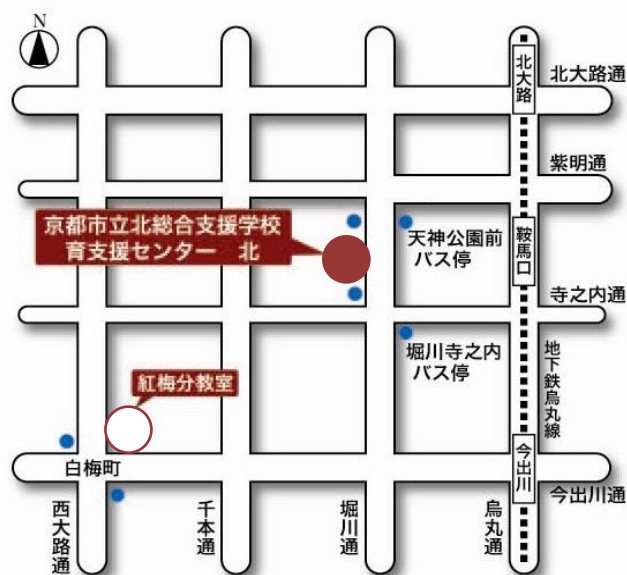 N
北大路
北大路通
紫明通
京都市立北総合支援学校
育支援センター 北
天神公園前
バス停
鞍馬口
寺之内通
堀川寺之内
バス停
地下鉄烏丸線
紅梅分教室
白梅町
今出川
今出川通
西大路通
千本通
堀川通
烏丸通